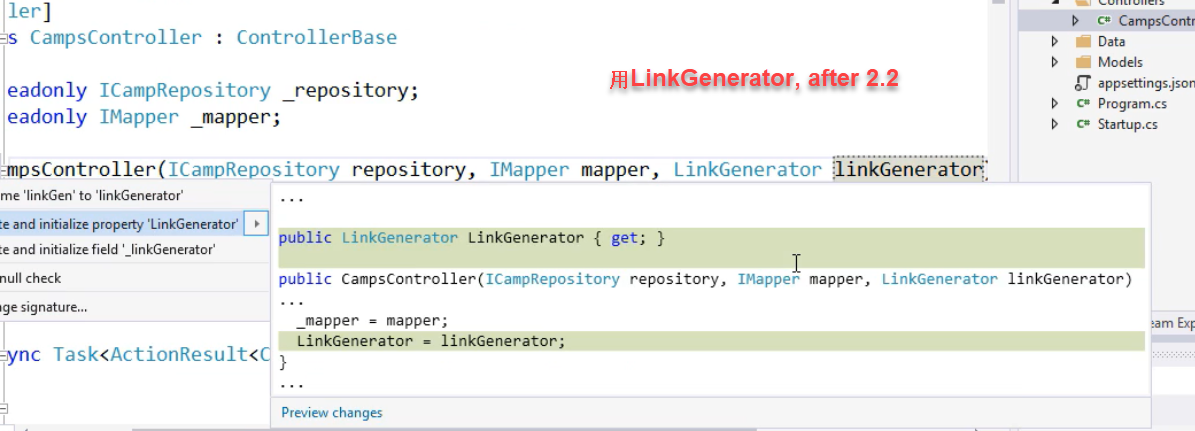 ler]
s CampsController : ControllerBase
用LinkGenerator, after 2.2
eadonly ICampRepository _repository;
eadonly IMapper _mapper;
mpsController(ICampRepository repository, IMapper mapper, LinkGenerator linkGenerator
me 'linkGen' to 'linkGenerator'
te and initialize property 'LinkGenerator'
te and initialize field '_linkGenerator'
null check
ge signature...
...
public LinkGenerator LinkGenerator { get; }
public CampsController(ICampRepository repository, IMapper mapper, LinkGenerator linkGenerator)
...
_mapper = mapper;
LinkGenerator = linkGenerator;
}
...
Preview changes
ync Task<ActionResult<C
Controllers
C# CampsContr
Data
Models
appsettings.json
C# Program.cs
C# Startup.cs
eam Exp